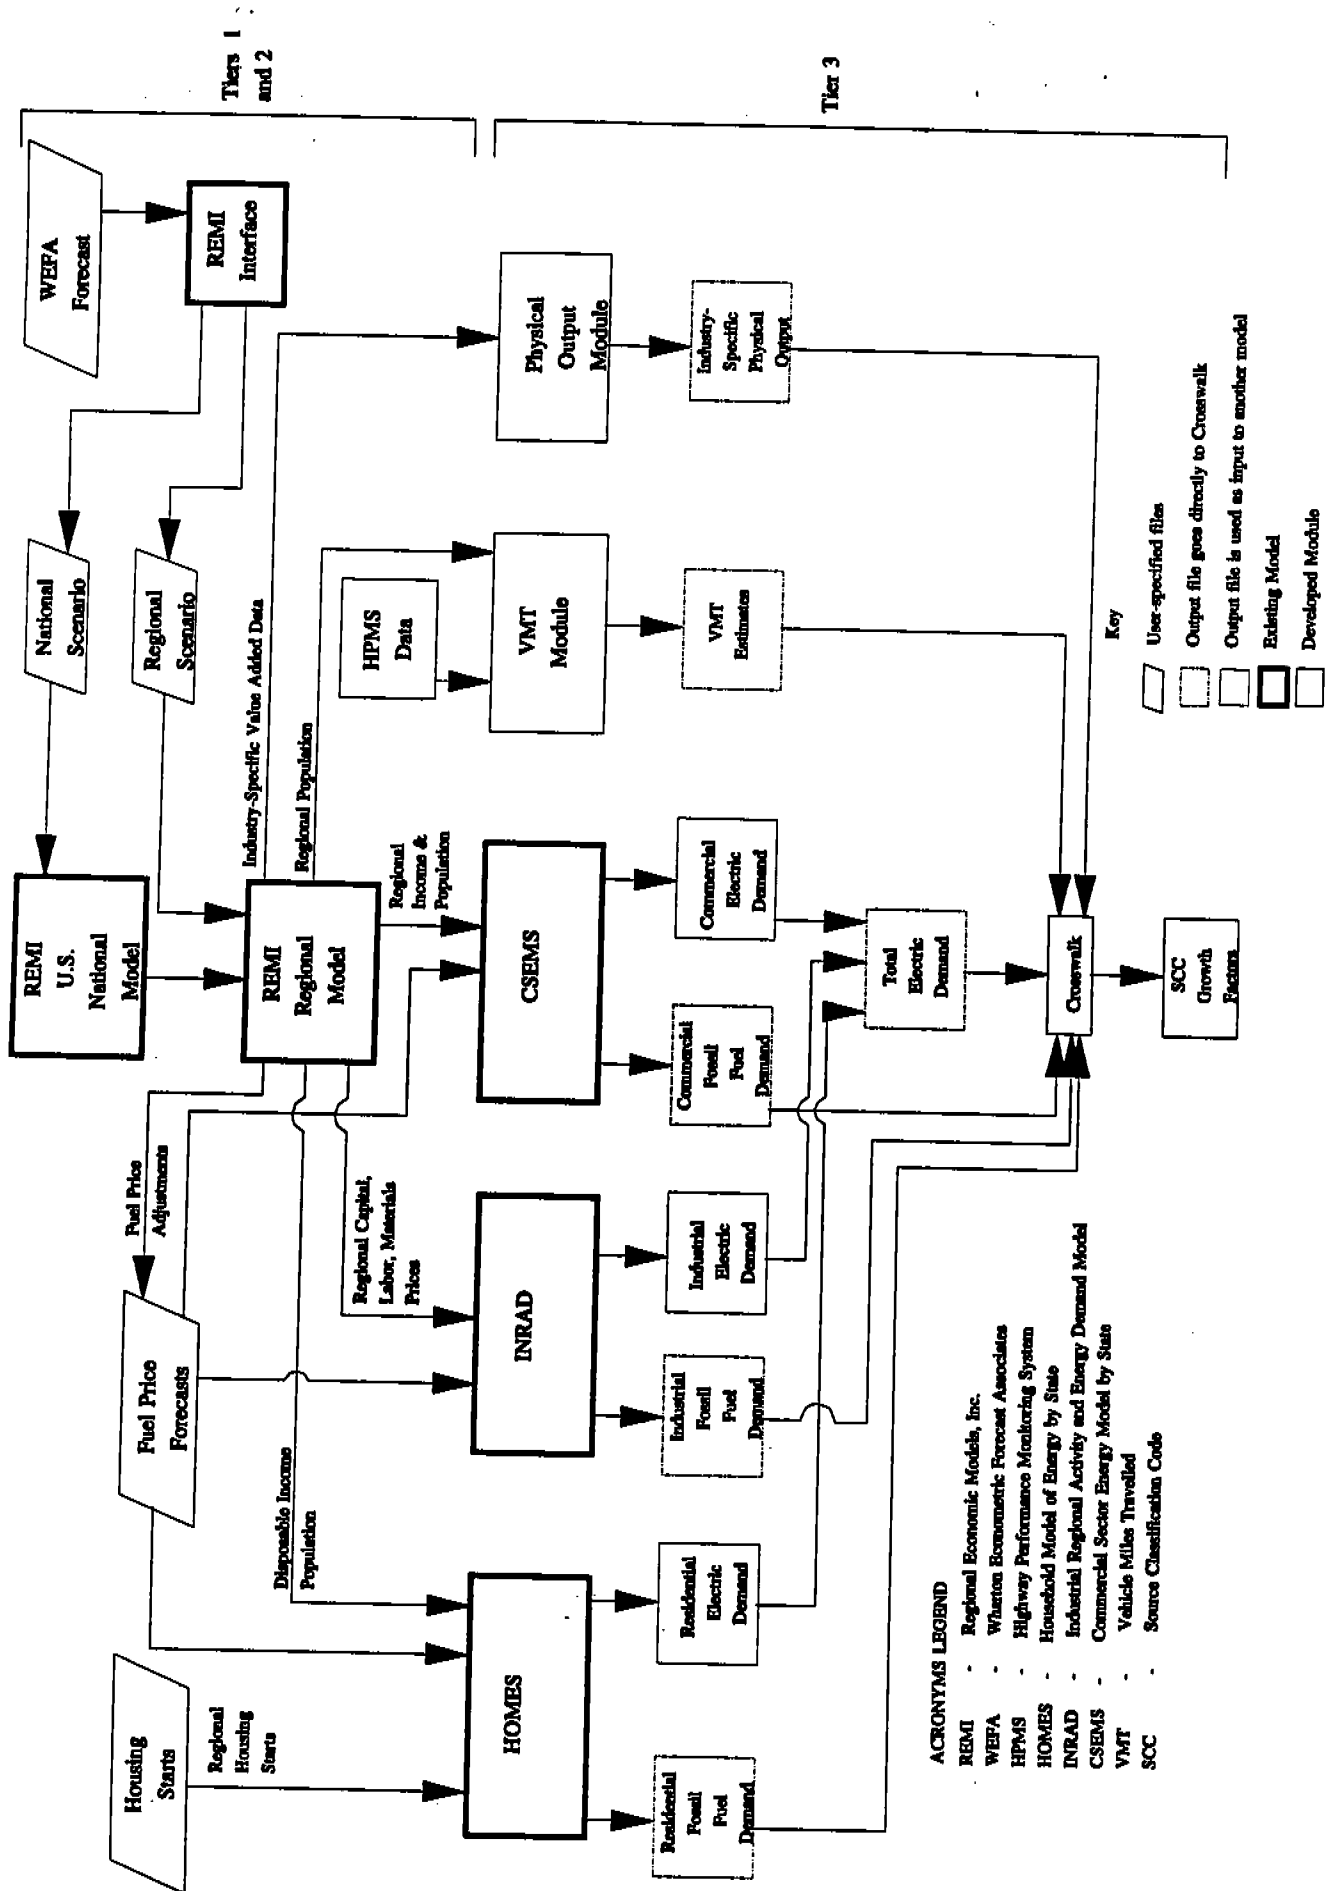 Tiers 1
and 2
Tier 3
WEFA
Forecast
REMI
Interface
National
Scenario
Regional
Scenario
REMI
U.S.
National
Model
REMI
Regional
Model
Industry-Specific Value Added Data
Regional Population
Regional
Income &
Population
Fuel Price
Adjustments
Regional Capital,
Labor, Materials
Prices
Fuel Price
Forecasts
Disposable Income
Population
Housing
Starts
Regional
Housing
Starts
HOMES
INRAD
CSEMS
HPMS
Data
VMT
Module
Physical
Output
Module
Residential
Fossil
Fuel
Demand
Residential
Electric
Demand
Industrial
Fossil
Fuel
Demand
Industrial
Electric
Demand
Commercial
Fossil
Fuel
Demand
Commercial
Electric
Demand
VMT
Estimates
Industry-
Specific
Physical
Output
Total
Electric
Demand
Crosswalk
SCC
Growth
Factors
ACRONYMS LEGEND
REMI - Regional Economic Models, Inc.
WEFA - Wharton Econometric Forecast Associates
HPMS - Highway Performance Monitoring System
HOMES - Household Model of Energy by State
INRAD - Industrial Regional Activity and Energy Demand Model
CSEMS - Commercial Sector Energy Model by State
VMT - Vehicle Miles Travelled
SCC - Source Classification Code
Key
User-specified files
Output file goes directly to Crosswalk
Output file is used as input to another model
Existing Model
Developed Module